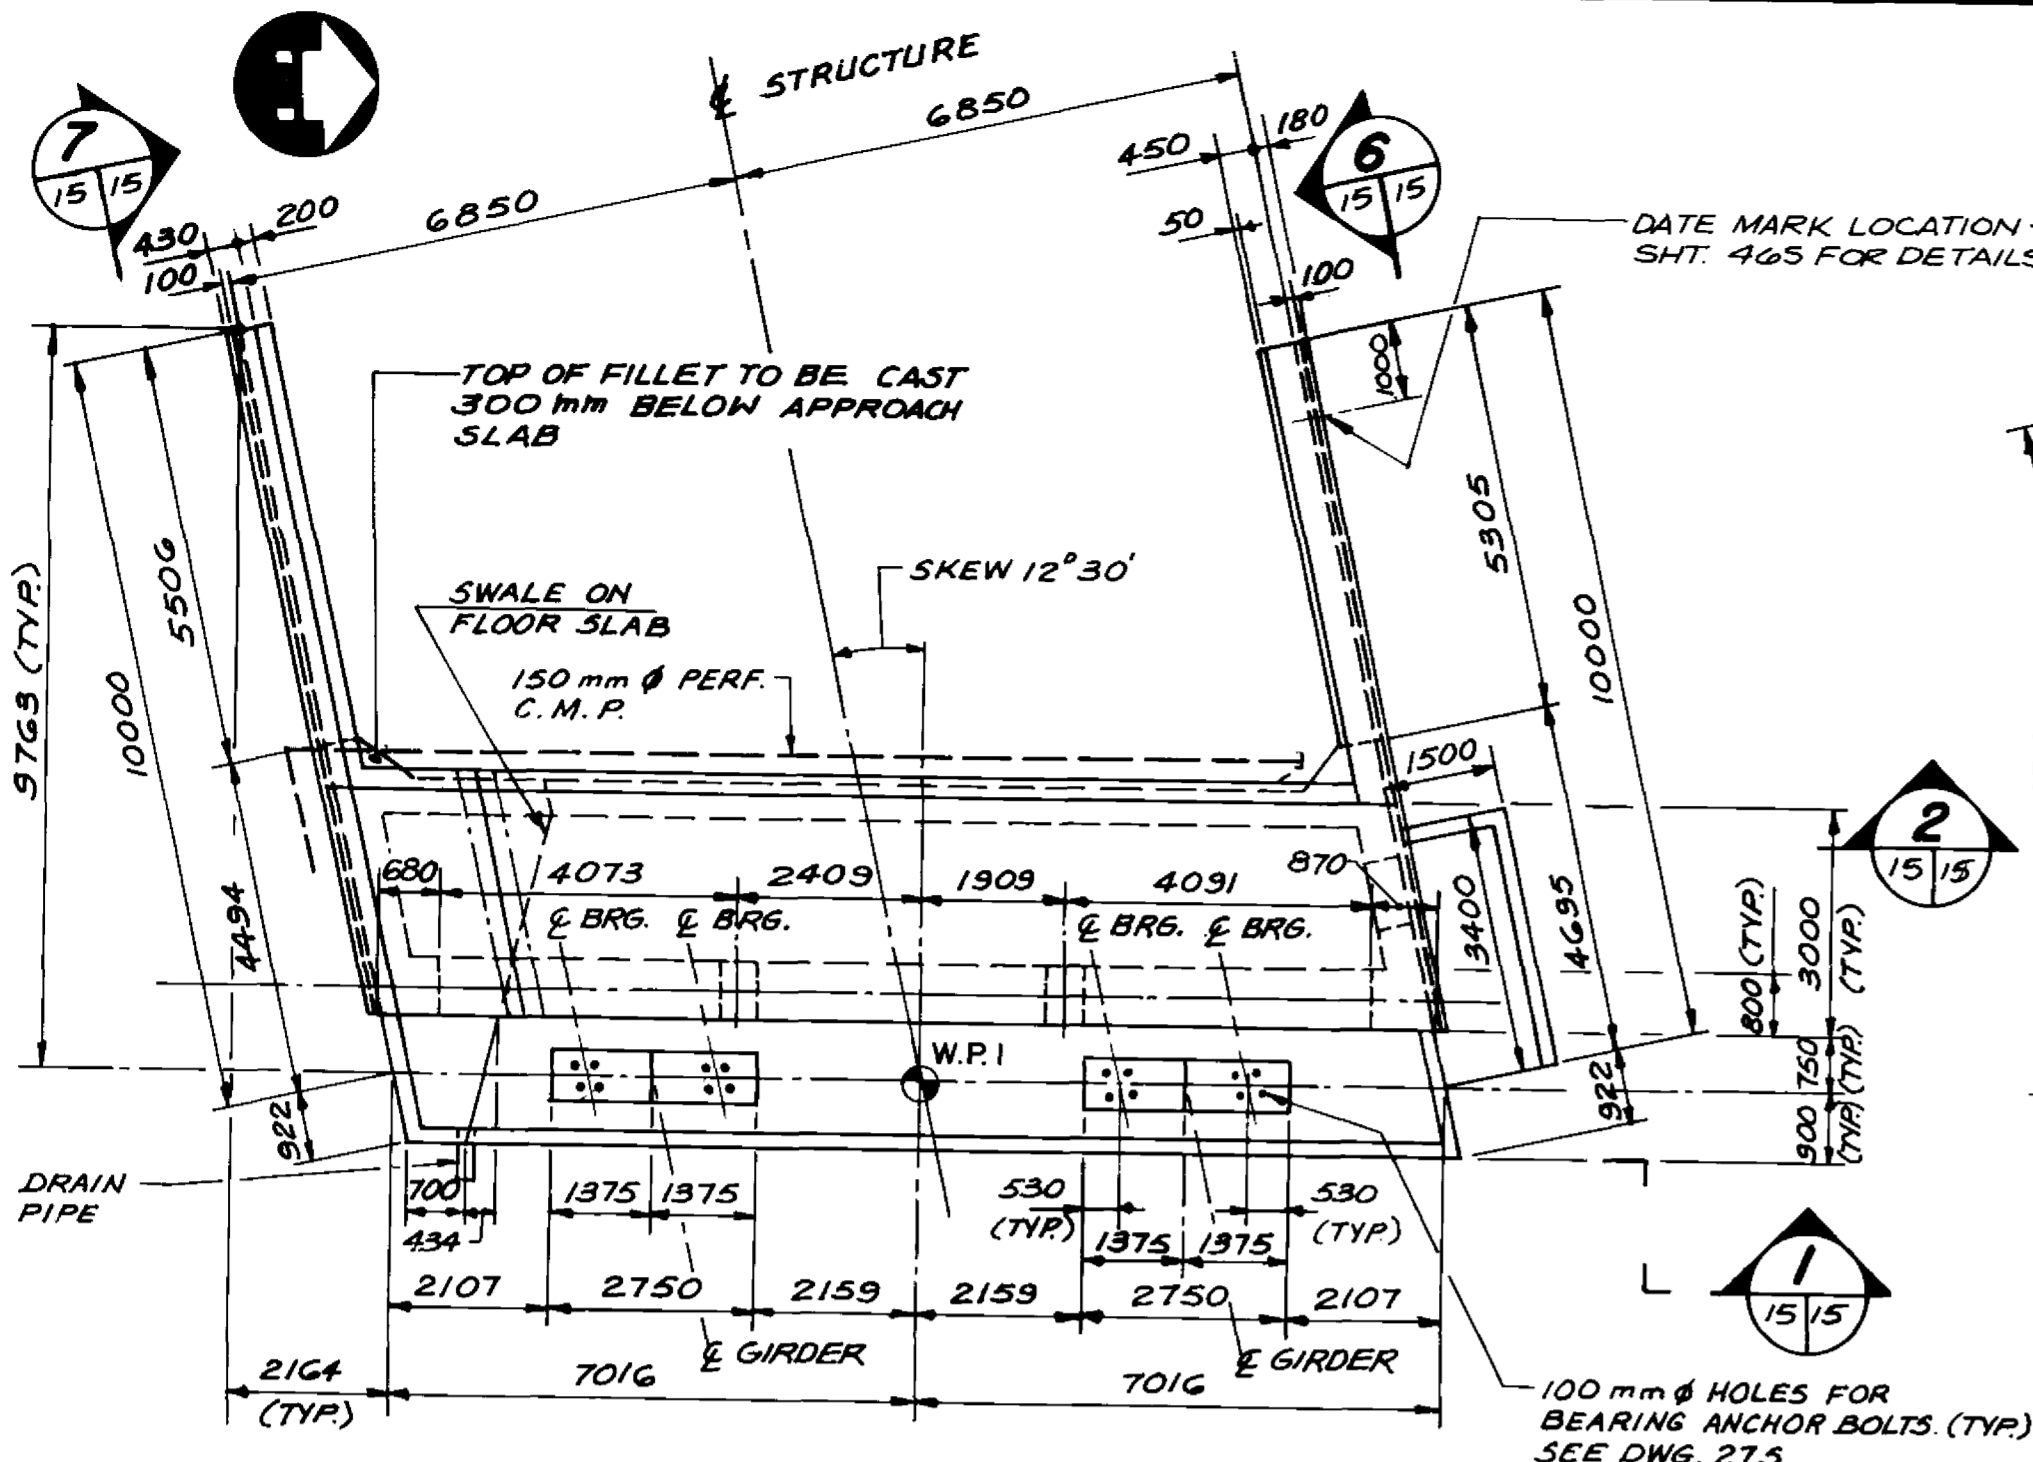 ℄ STRUCTURE
6850
6850
7
15 15
430
200
100
450
180
50
100
6
15 15
DATE MARK LOCATION -
SHT. 465 FOR DETAILS
1000
TOP OF FILLET TO BE CAST
300 mm BELOW APPROACH
SLAB
9763 (TYP.)
5506
10000
5305
10000
SKEW 12°30'
SWALE ON
FLOOR SLAB
150 mm ϕ PERF.
C. M. P.
1500
2
15 15
680
4073
2409
1909
4091
870
℄ BRG.
℄ BRG.
℄ BRG.
℄ BRG.
3400
4695
4494
800 (TYP.)
3000
(TYP.)
W.P.1
922
922
750
(TYP.)
900
(TYP.)
DRAIN
PIPE
700
434
1375
1375
530
(TYP.)
530
(TYP.)
1375
1375
2107
2750
2159
2159
2750
2107
1
15 15
℄ GIRDER
℄ GIRDER
2164
(TYP.)
7016
7016
100 mm ϕ HOLES FOR
BEARING ANCHOR BOLTS. (TYP.)
SEE DWG. 27.5